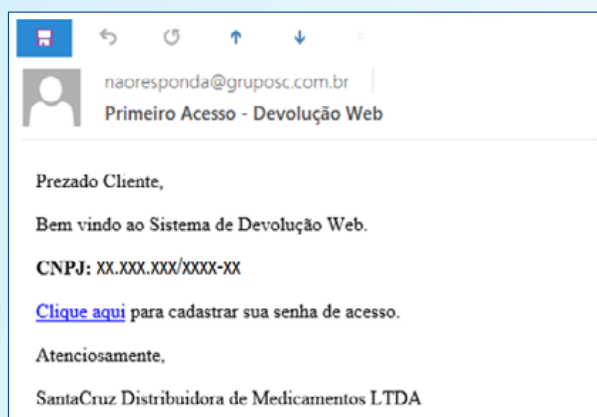 naoresponda@gruposc.com.br
Primeiro Acesso - Devolução Web
Prezado Cliente,
Bem vindo ao Sistema de Devolução Web.
CNPJ: XX.XXX.XXX/XXXX-XX
Clique aqui para cadastrar sua senha de acesso.
Atenciosamente,
SantaCruz Distribuidora de Medicamentos LTDA